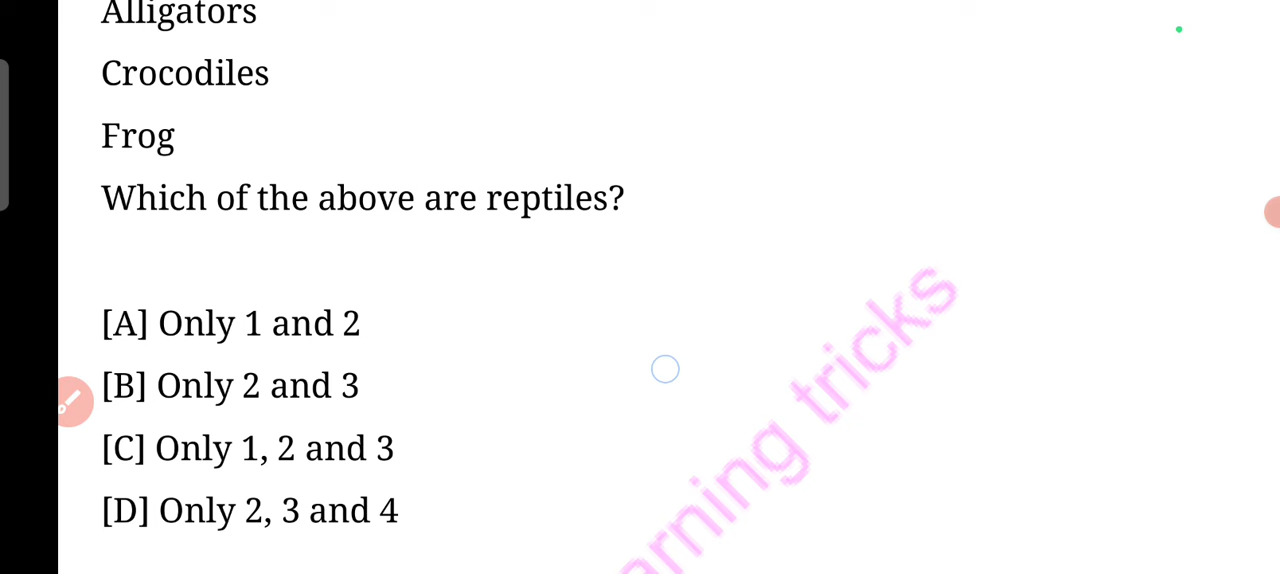 Alligators
Crocodiles
Frog
Which of the above are reptiles?
[A] Only 1 and 2
[B] Only 2 and 3
[C] Only 1, 2 and 3
[D] Only 2, 3 and 4
arning tricks